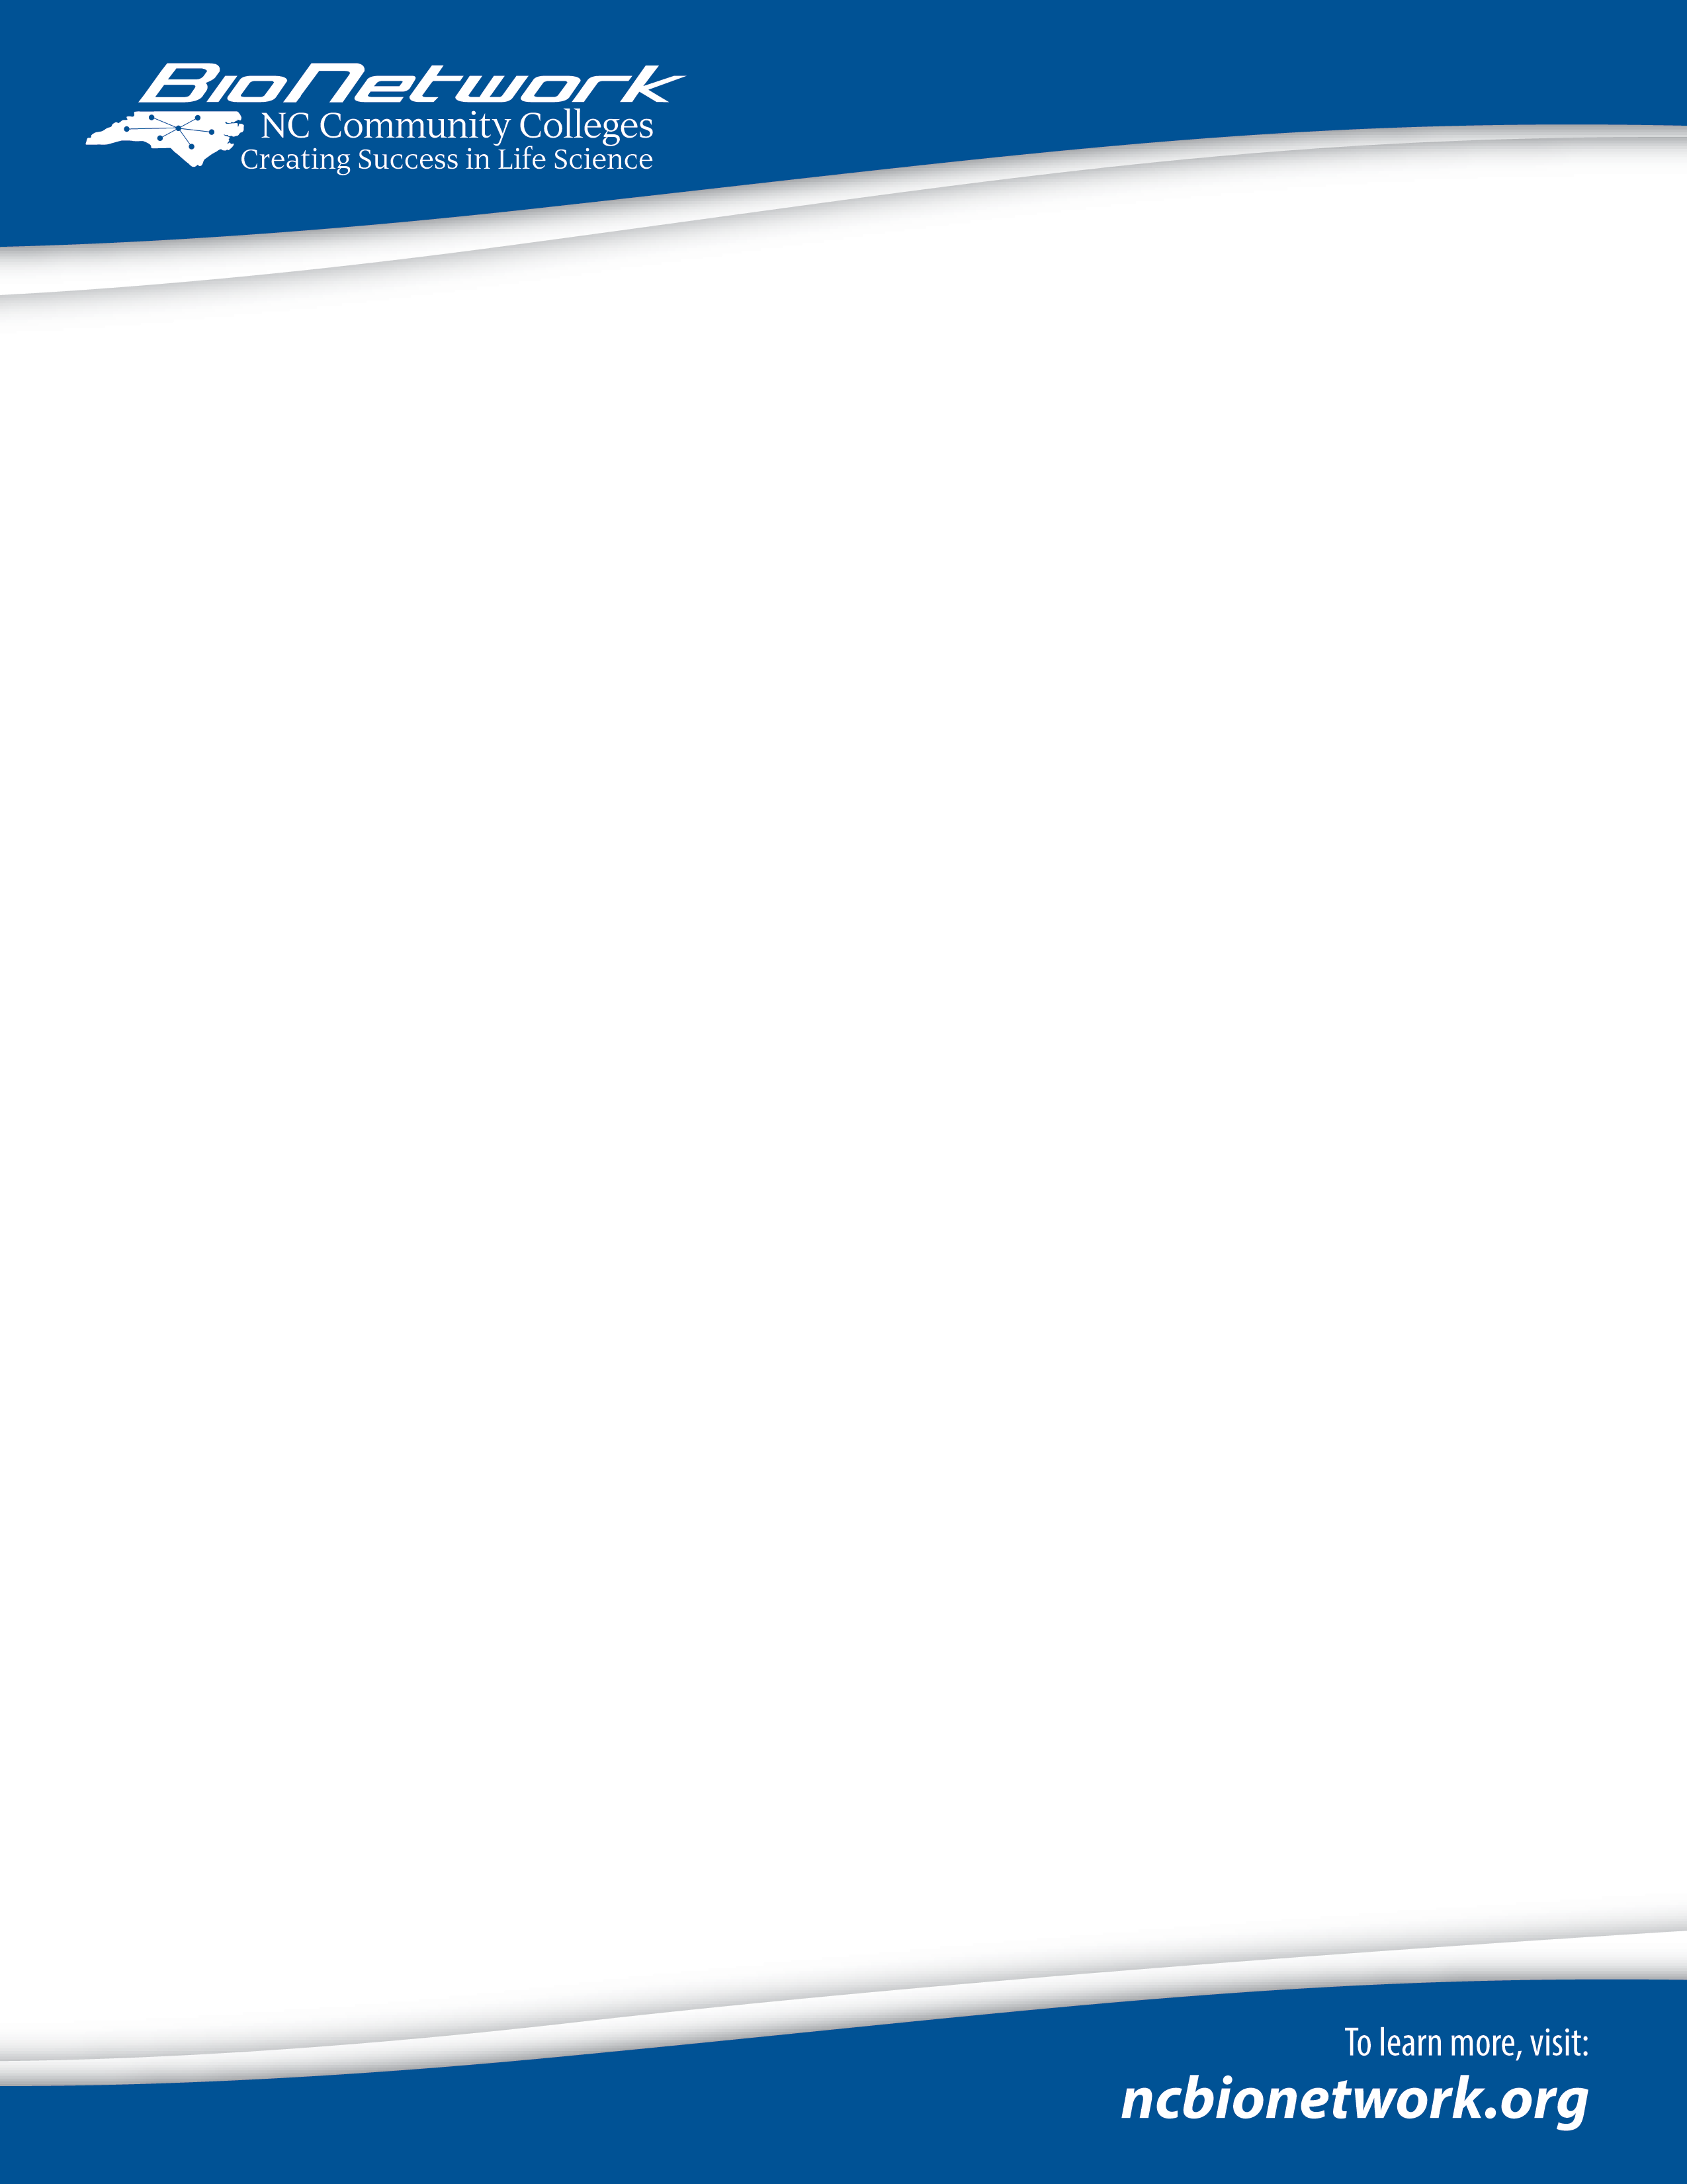 BioNetwork
NC Community Colleges
Creating Success in Life Science
To learn more, visit:
ncbionetwork.org